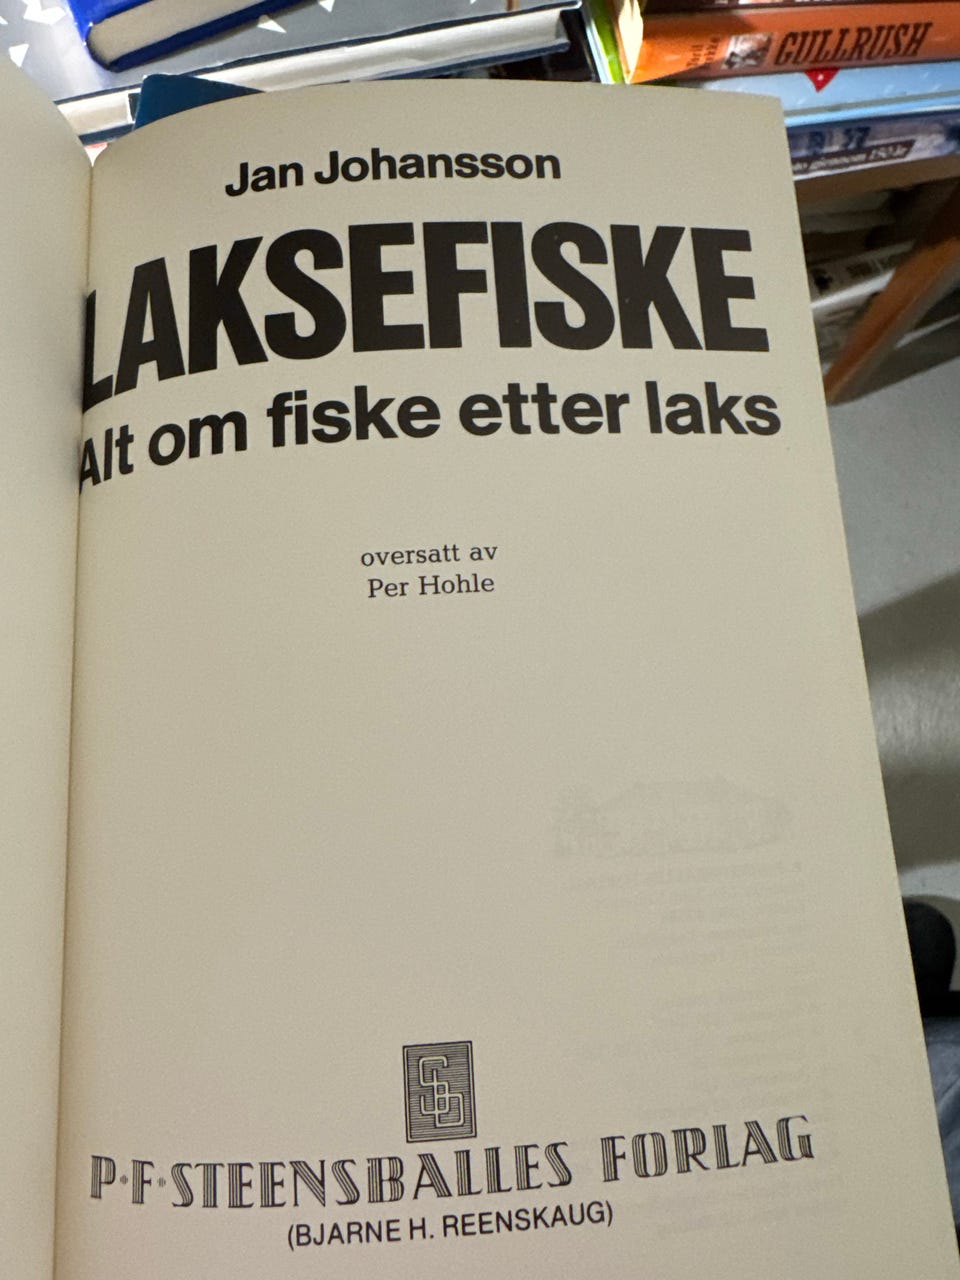 GULLRUSH
Jan Johansson
LAKSEFISKE
Alt om fiske etter laks
oversatt av
Per Hohle
P·F·STEENSBALLES FORLAG
(BJARNE H. REENSKAUG)